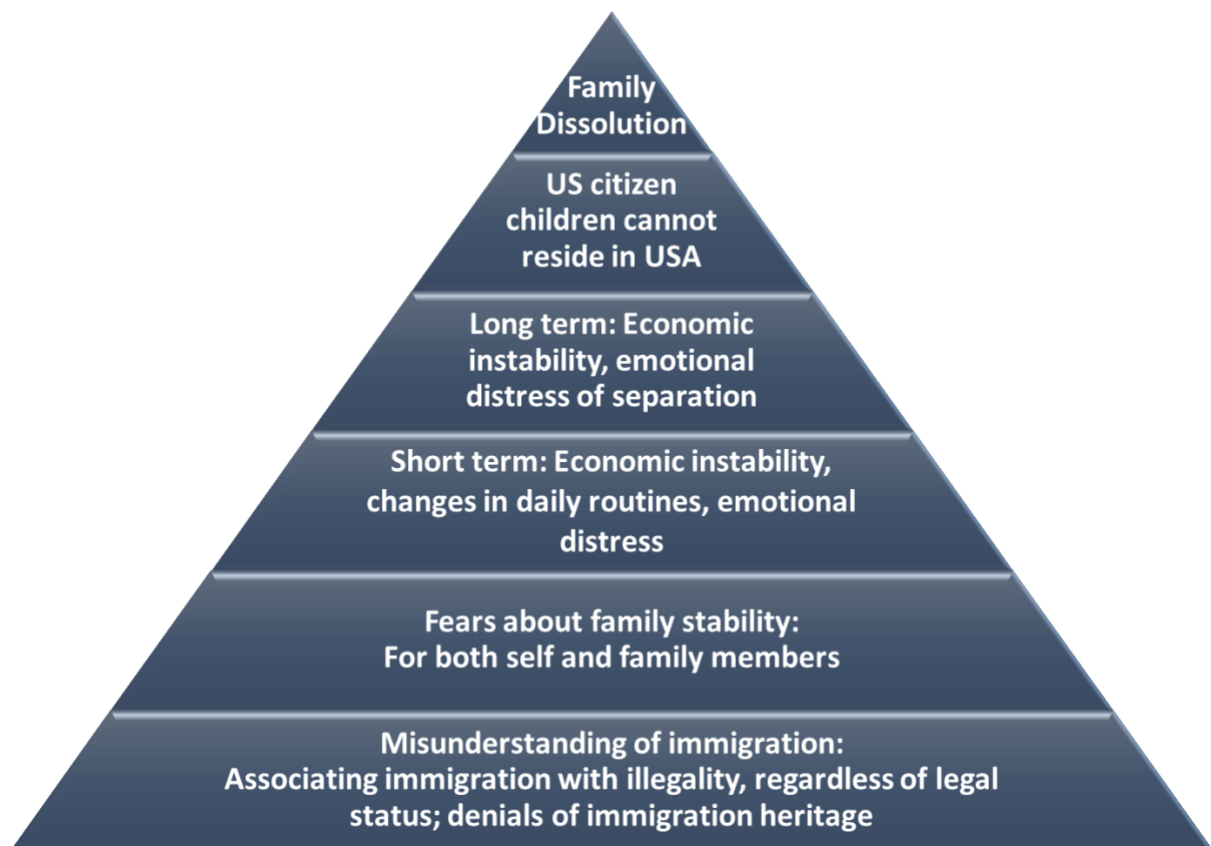 Family
Dissolution
US citizen
children cannot
reside in USA
Long term: Economic
instability, emotional
distress of separation
Short term: Economic instability,
changes in daily routines, emotional
distress
Fears about family stability:
For both self and family members
Misunderstanding of immigration:
Associating immigration with illegality, regardless of legal
status; denials of immigration heritage